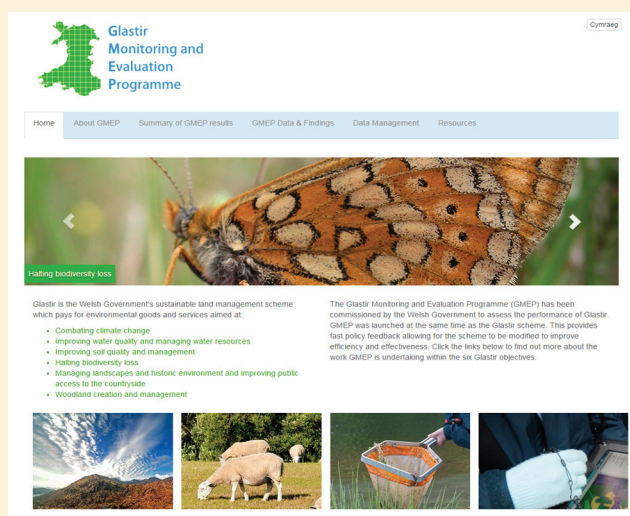 Cymraeg
Glastir
Monitoring and
Evaluation
Programme
Home About GMEP Summary of GMEP results GMEP Data & Findings Data Management Resources
Halting biodiversity loss
Glastir is the Welsh Government's sustainable land management scheme
which pays for environmental goods and services aimed at:
Combating climate change
Improving water quality and managing water resources
Improving soil quality and management
Halting biodiversity loss
Managing landscapes and historic environment and improving public
access to the countryside
Woodland creation and management
The Glastir Monitoring and Evaluation Programme (GMEP) has been
commissioned by the Welsh Government to assess the performance of Glastir.
GMEP was launched at the same time as the Glastir scheme. This provides
fast policy feedback allowing for the scheme to be modified to improve
efficiency and effectiveness. Click the links below to find out more about the
work GMEP is undertaking within the six Glastir objectives.